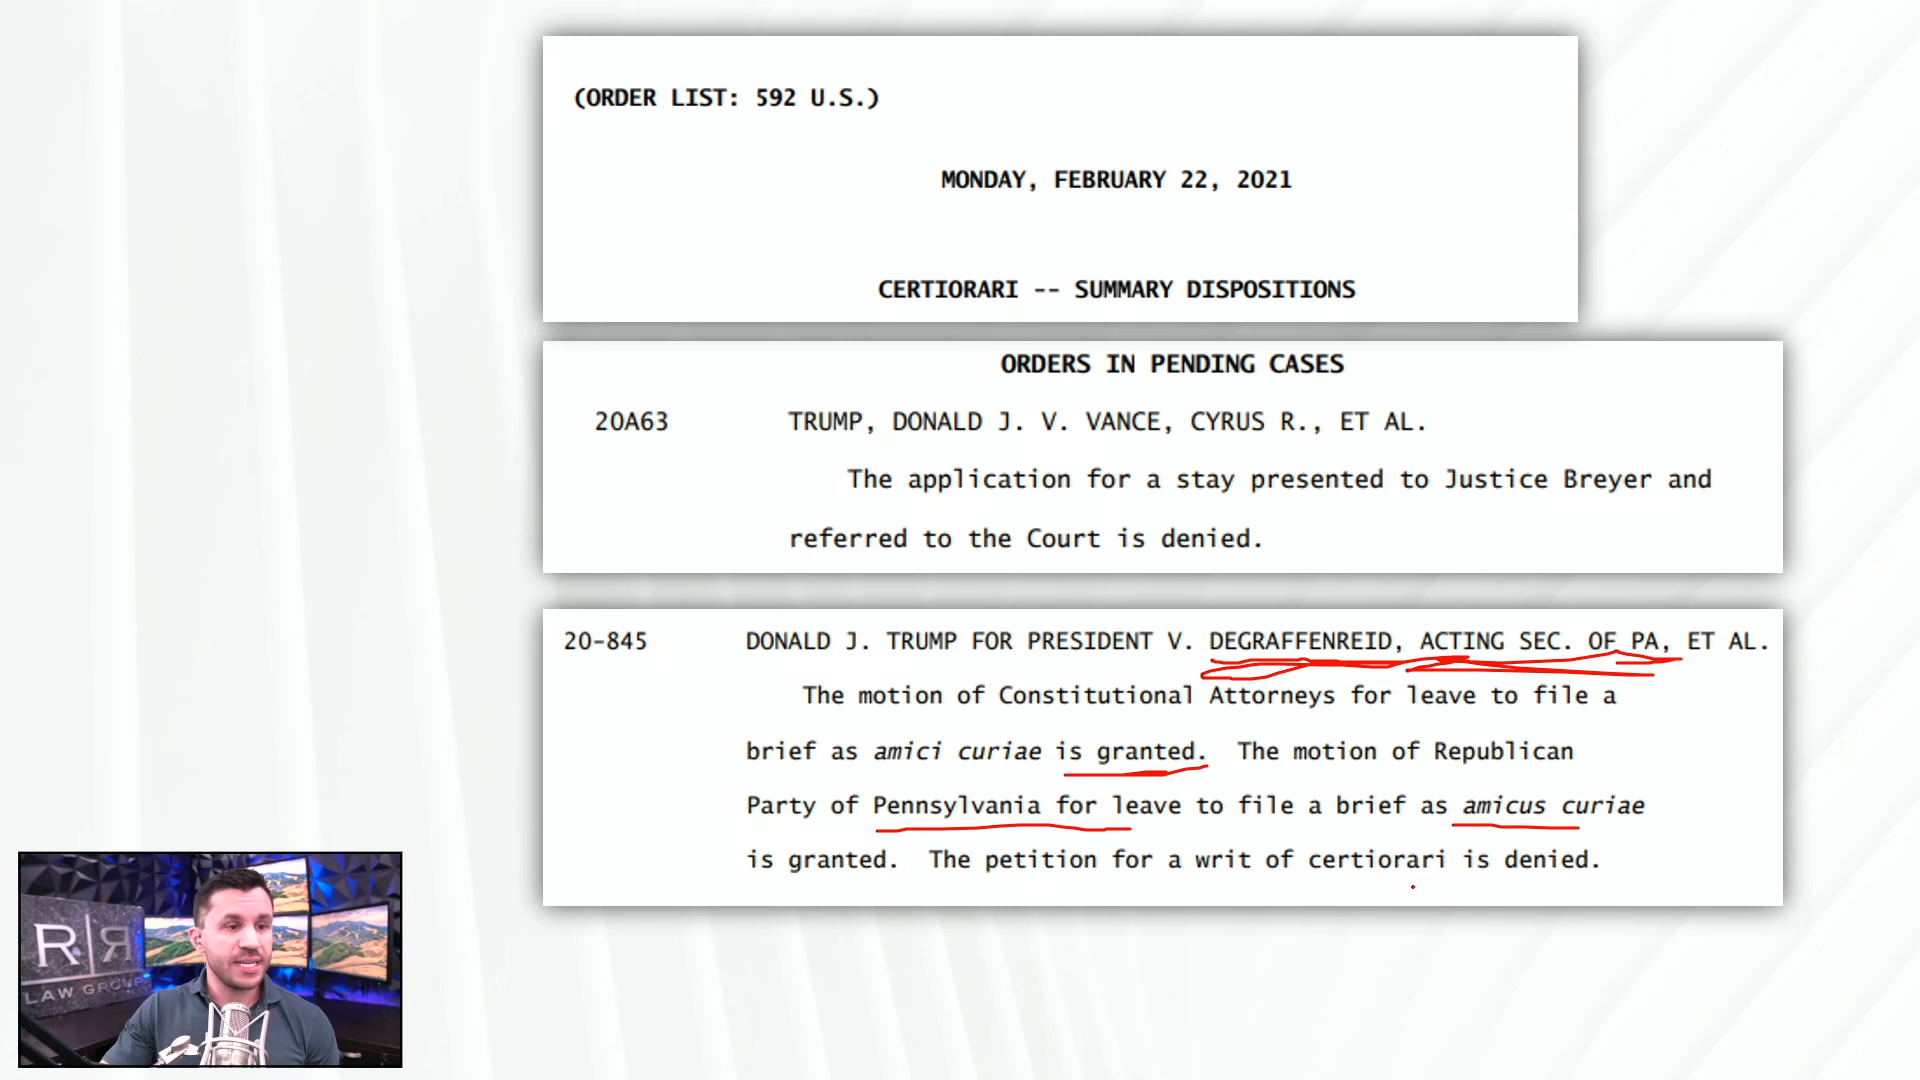 (ORDER LIST: 592 U.S.)
MONDAY, FEBRUARY 22, 2021
CERTIORARI -- SUMMARY DISPOSITIONS
ORDERS IN PENDING CASES
20A63 TRUMP, DONALD J. V. VANCE, CYRUS R., ET AL.
The application for a stay presented to Justice Breyer and
referred to the Court is denied.
20-845 DONALD J. TRUMP FOR PRESIDENT V. DEGRAFFENREID, ACTING SEC. OF PA, ET AL.
The motion of Constitutional Attorneys for leave to file a
brief as amici curiae is granted. The motion of Republican
Party of Pennsylvania for leave to file a brief as amicus curiae
is granted. The petition for a writ of certiorari is denied.
R|R
LAW GROUP